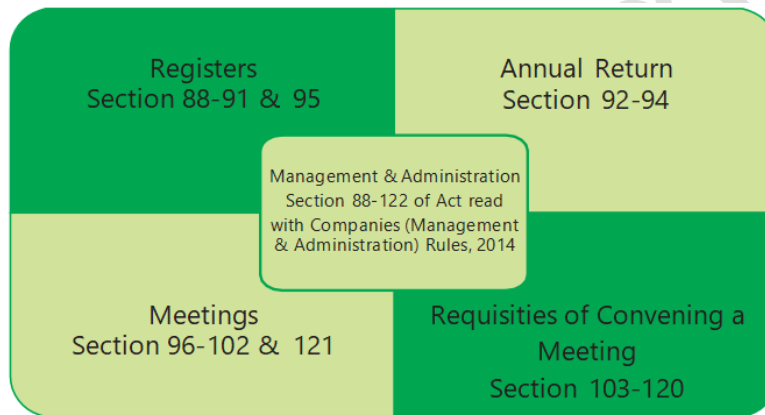 Registers
Section 88-91 & 95
Annual Return
Section 92-94
Management & Administration
Section 88-122 of Act read
with Companies (Management
& Administration) Rules, 2014
Meetings
Section 96-102 & 121
Requisities of Convening a
Meeting
Section 103-120